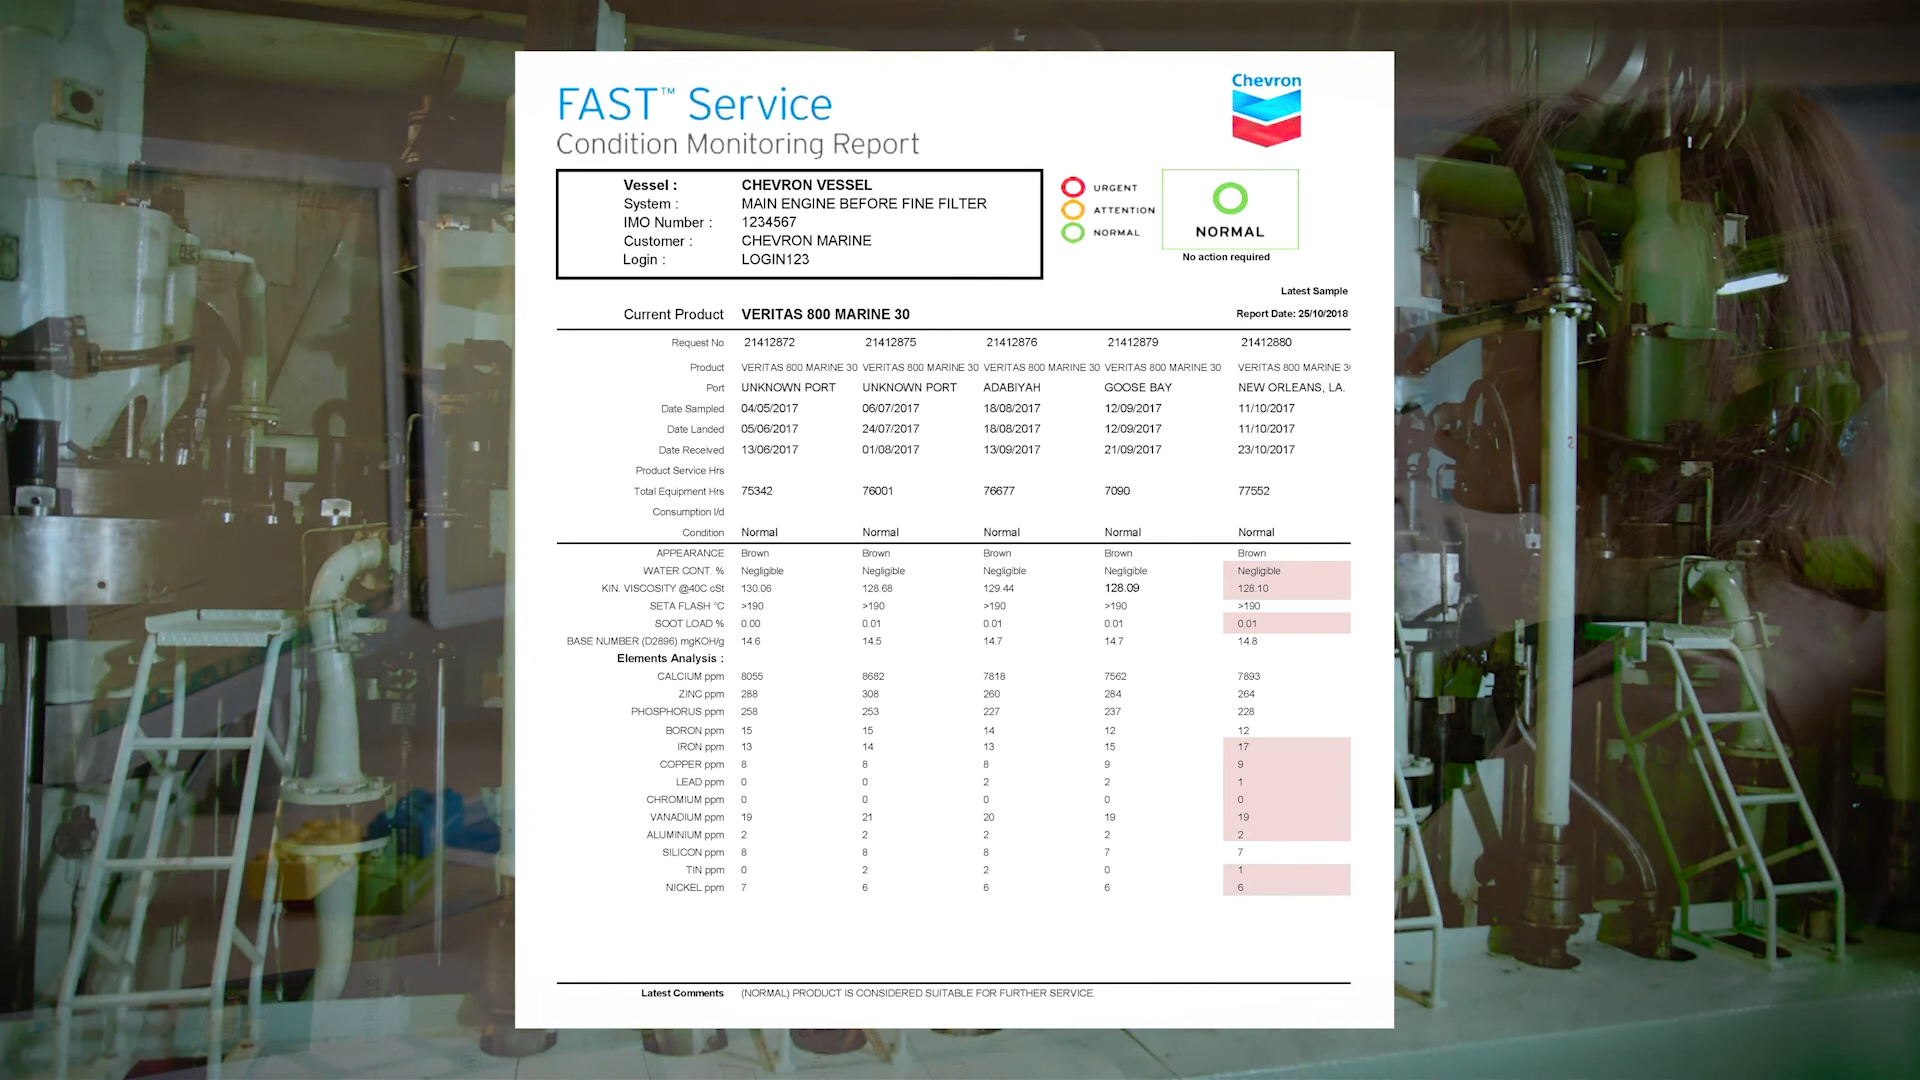 FAST™ Service
Chevron
Condition Monitoring Report
Vessel : CHEVRON VESSEL
System : MAIN ENGINE BEFORE FINE FILTER
IMO Number : 1234567
Customer : CHEVRON MARINE
Login : LOGIN123
URGENT
ATTENTION
NORMAL
NORMAL
No action required
Latest Sample
Current Product VERITAS 800 MARINE 30 Report Date: 25/10/2018
Request No 21412872 21412875 21412876 21412879 21412880
Product VERITAS 800 MARINE 30 VERITAS 800 MARINE 30 VERITAS 800 MARINE 30 VERITAS 800 MARINE 30 VERITAS 800 MARINE 3
Port UNKNOWN PORT UNKNOWN PORT ADABIYAH GOOSE BAY NEW ORLEANS, LA.
Date Sampled 04/05/2017 06/07/2017 18/08/2017 12/09/2017 11/10/2017
Date Landed 05/06/2017 24/07/2017 18/08/2017 12/09/2017 11/10/2017
Date Received 13/06/2017 01/08/2017 13/09/2017 21/09/2017 23/10/2017
Product Service Hrs
Total Equipment Hrs 75342 76001 76677 7090 77552
Consumption l/d
Condition Normal Normal Normal Normal Normal
APPEARANCE Brown Brown Brown Brown Brown
WATER CONT. % Negligible Negligible Negligible Negligible Negligible
KIN. VISCOSITY @40C cSt 130.06 128.68 129.44 128.09 128.10
SETA FLASH °C >190 >190 >190 >190 >190
SOOT LOAD % 0.00 0.01 0.01 0.01 0.01
BASE NUMBER (D2896) mgKOH/g 14.6 14.5 14.7 14.7 14.8
Elements Analysis :
CALCIUM ppm 8055 8682 7818 7562 7893
ZINC ppm 288 308 260 284 264
PHOSPHORUS ppm 258 253 227 237 228
BORON ppm 15 15 14 12 12
IRON ppm 13 14 13 15 17
COPPER ppm 8 8 8 9 9
LEAD ppm 0 0 2 2 1
CHROMIUM ppm 0 0 0 0 0
VANADIUM ppm 19 21 20 19 19
ALUMINIUM ppm 2 2 2 2 2
SILICON ppm 8 8 8 7 7
TIN ppm 0 2 2 0 1
NICKEL ppm 7 6 6 6 6
Latest Comments (NORMAL) PRODUCT IS CONSIDERED SUITABLE FOR FURTHER SERVICE.